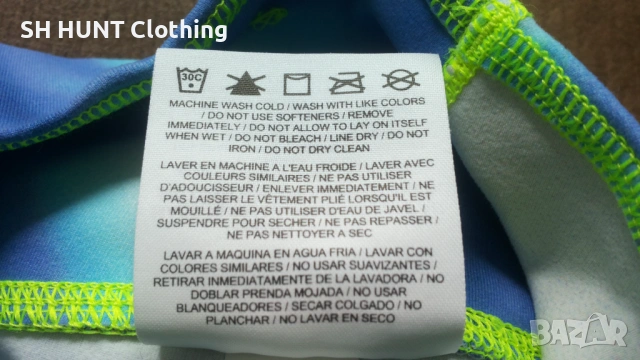 SH HUNT Clothing
30C
MACHINE WASH COLD / WASH WITH LIKE COLORS
/ DO NOT USE SOFTENERS / REMOVE
IMMEDIATELY / DO NOT ALLOW TO LAY ON ITSELF
WHEN WET / DO NOT BLEACH / LINE DRY / DO NOT
IRON / DO NOT DRY CLEAN
LAVER EN MACHINE A L'EAU FROIDE / LAVER AVEC
COULEURS SIMILAIRES / NE PAS UTILISER
D'ADOUCISEUR / ENLEVER IMMEDIATEMENT / NE
PAS LAISSER LE VÊTEMENT PLIÉ LORSQU'IL EST
MOUILLÉ / NE PAS UTILISER D'EAU DE JAVEL /
SUSPENDRE POUR SECHER / NE PAS REPASSER /
NE PAS NETTOYER A SEC
LAVAR A MAQUINA EN AGUA FRIA / LAVAR CON
COLORES SIMILARES / NO USAR SUAVIZANTES /
RETIRAR INMEDIATAMENTE DE LA LAVADORA / NO
DOBLAR PRENDA MOJADA / NO USAR
BLANQUEADORES / SECAR COLGADO / NO
PLANCHAR / NO LAVAR EN SECO
BAZAR